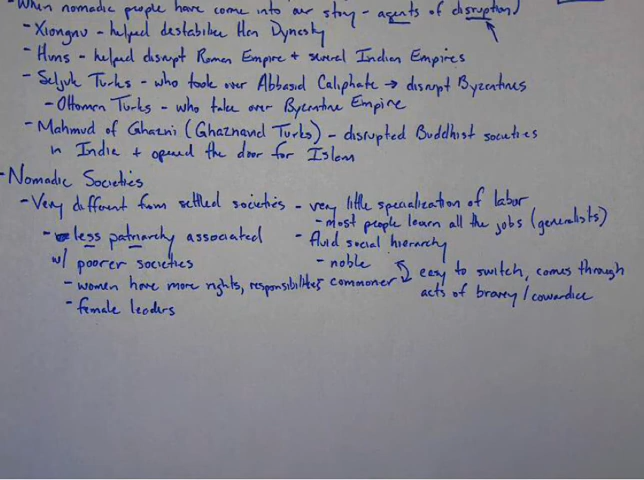 - When nomadic people have come into our story - agents of disruption)
- Xiongnu - helped destabilize Han Dynasty
- Huns - helped disrupt Roman Empire + several Indian Empires
- Seljuk Turks - who took over Abbasid Caliphate → disrupt Byzentines
- Ottoman Turks - who take over Byzentine Empire
- Mahmud of Ghazni (Ghaznavid Turks) - disrupted Buddhist societies
in India + opened the door for Islam
- Nomadic Societies
- Very different from settled societies
- less patriarchy associated
w/ poorer societies
- women have more rights, responsibilities
- female leaders
- very little specialization of labor
- most people learn all the jobs (generalists)
- fluid social hierarchy
- noble
- commoner
easy to switch, comes through
acts of bravery/cowardice